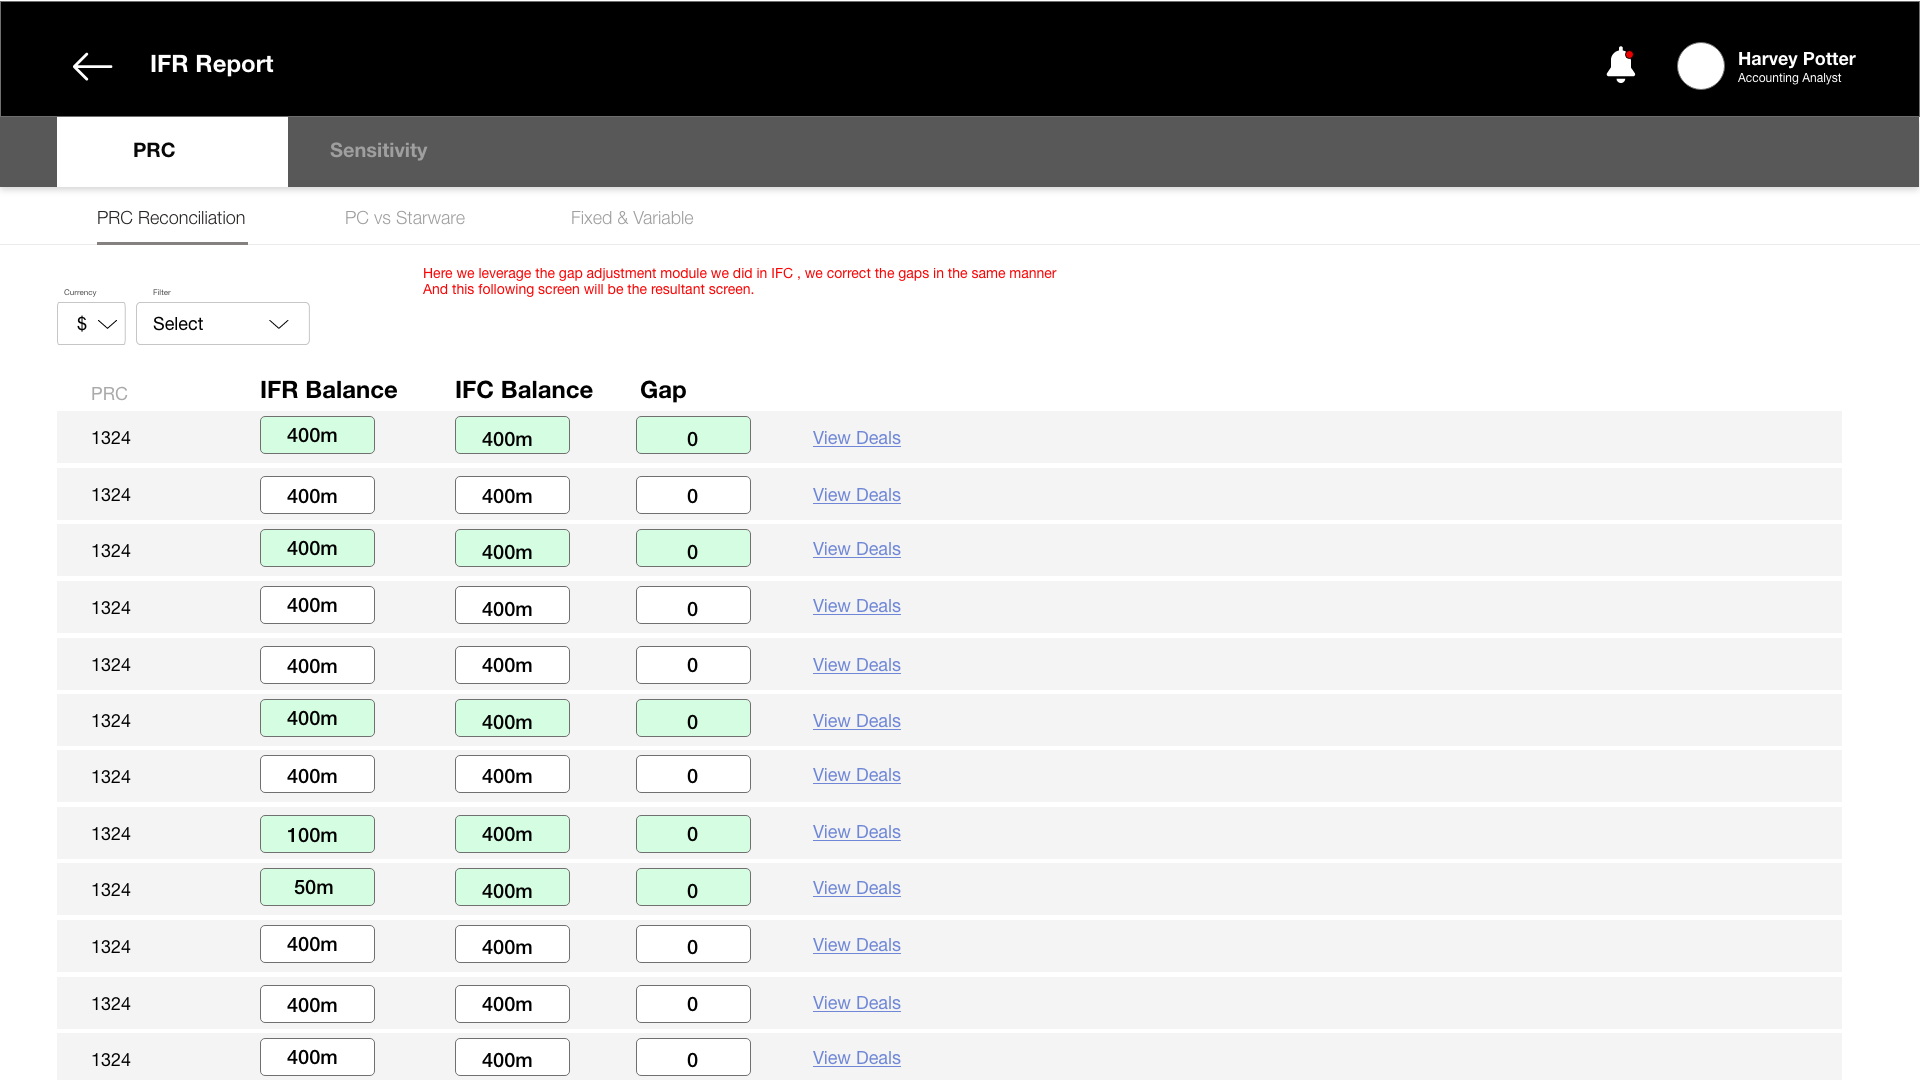 IFR Report
Harvey Potter
Accounting Analyst
PRC Sensitivity
PRC Reconciliation PC vs Starware Fixed & Variable
Here we leverage the gap adjustment module we did in IFC , we correct the gaps in the same manner
And this following screen will be the resultant screen.
Currency Filter
$ Select
PRC IFR Balance IFC Balance Gap
1324 400m 400m 0 View Deals
1324 400m 400m 0 View Deals
1324 400m 400m 0 View Deals
1324 400m 400m 0 View Deals
1324 400m 400m 0 View Deals
1324 400m 400m 0 View Deals
1324 400m 400m 0 View Deals
1324 100m 400m 0 View Deals
1324 50m 400m 0 View Deals
1324 400m 400m 0 View Deals
1324 400m 400m 0 View Deals
1324 400m 400m 0 View Deals